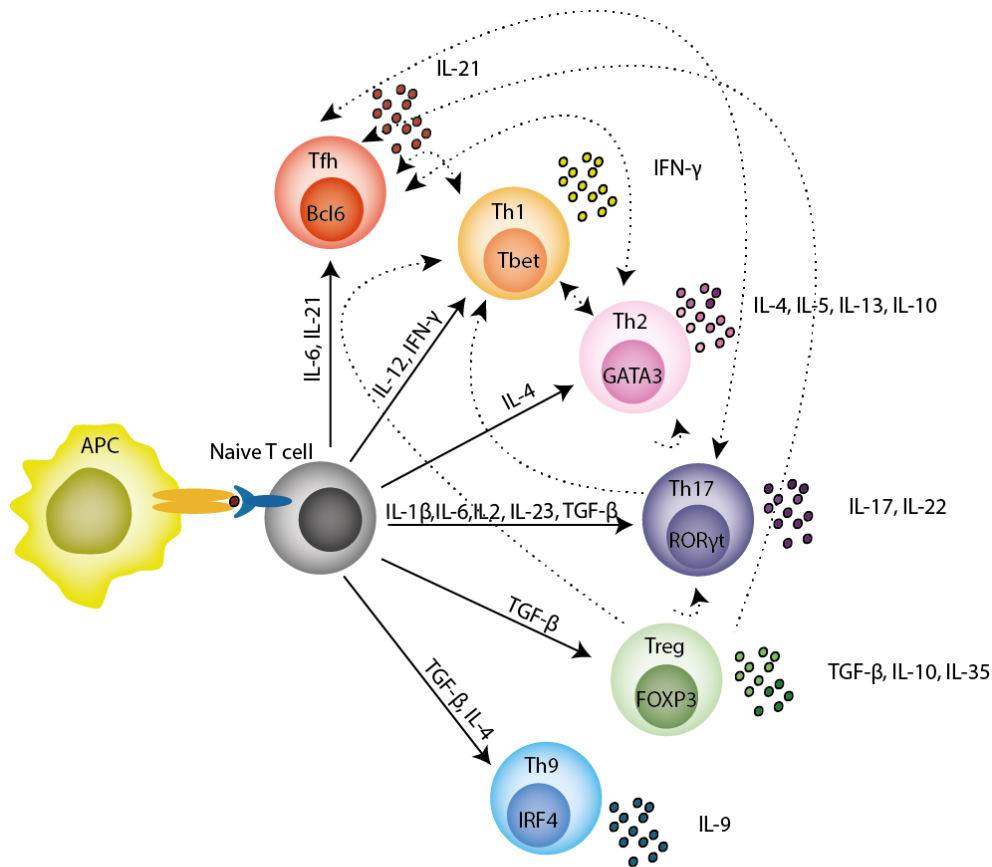 IL-21
Tfh
Bcl6
IFN-γ
Th1
Tbet
IL-4, IL-5, IL-13, IL-10
Th2
GATA3
IL-6, IL-21
IL-12, IFN-γ
IL-4
APC
Naive T cell
IL-1β,IL-6,IL2, IL-23, TGF-β
Th17
RORγt
IL-17, IL-22
TGF-β
Treg
FOXP3
TGF-β, IL-10, IL-35
TGF-β, IL-4
Th9
IRF4
IL-9